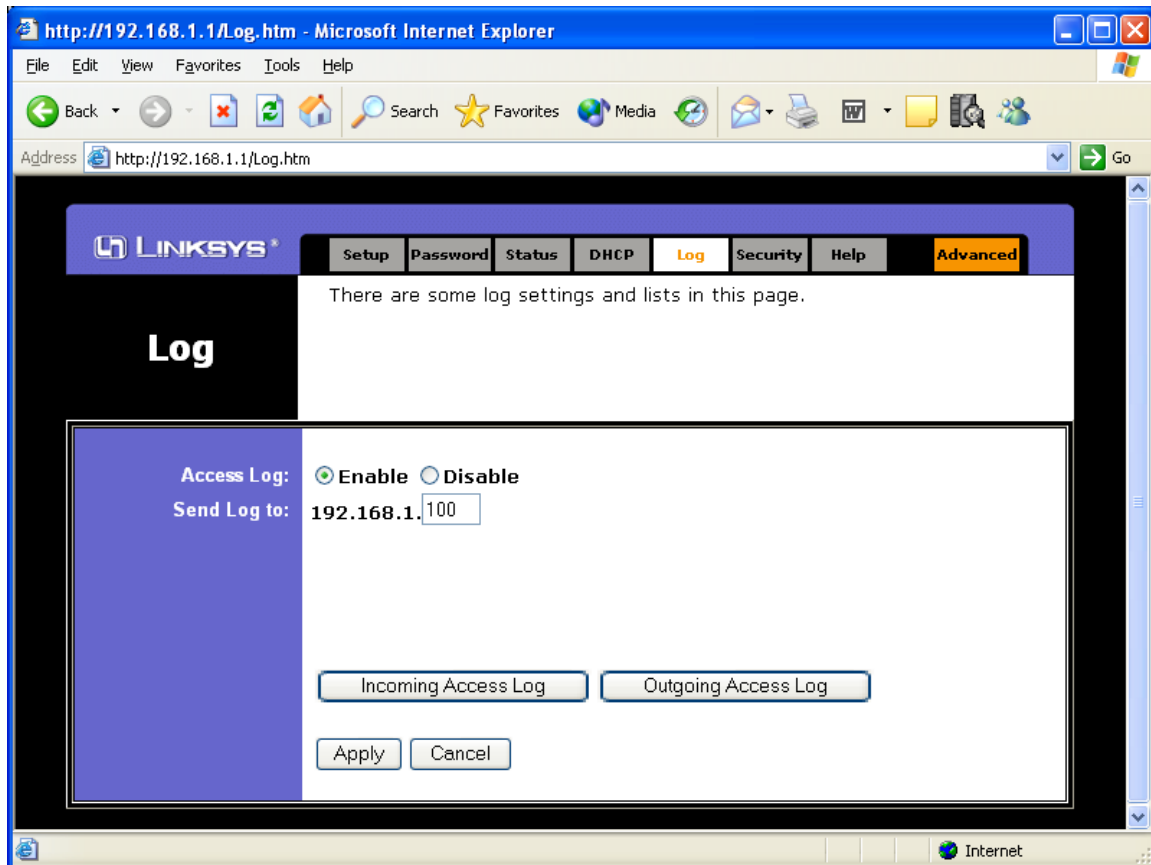 http://192.168.1.1/Log.htm - Microsoft Internet Explorer
File Edit View Favorites Tools Help
Back Search Favorites Media
Address http://192.168.1.1/Log.htm Go
LINKSYS® Setup Password Status DHCP Log Security Help Advanced
There are some log settings and lists in this page.
Log
Access Log: Enable Disable
Send Log to: 192.168.1.100
Incoming Access Log Outgoing Access Log
Apply Cancel
Internet